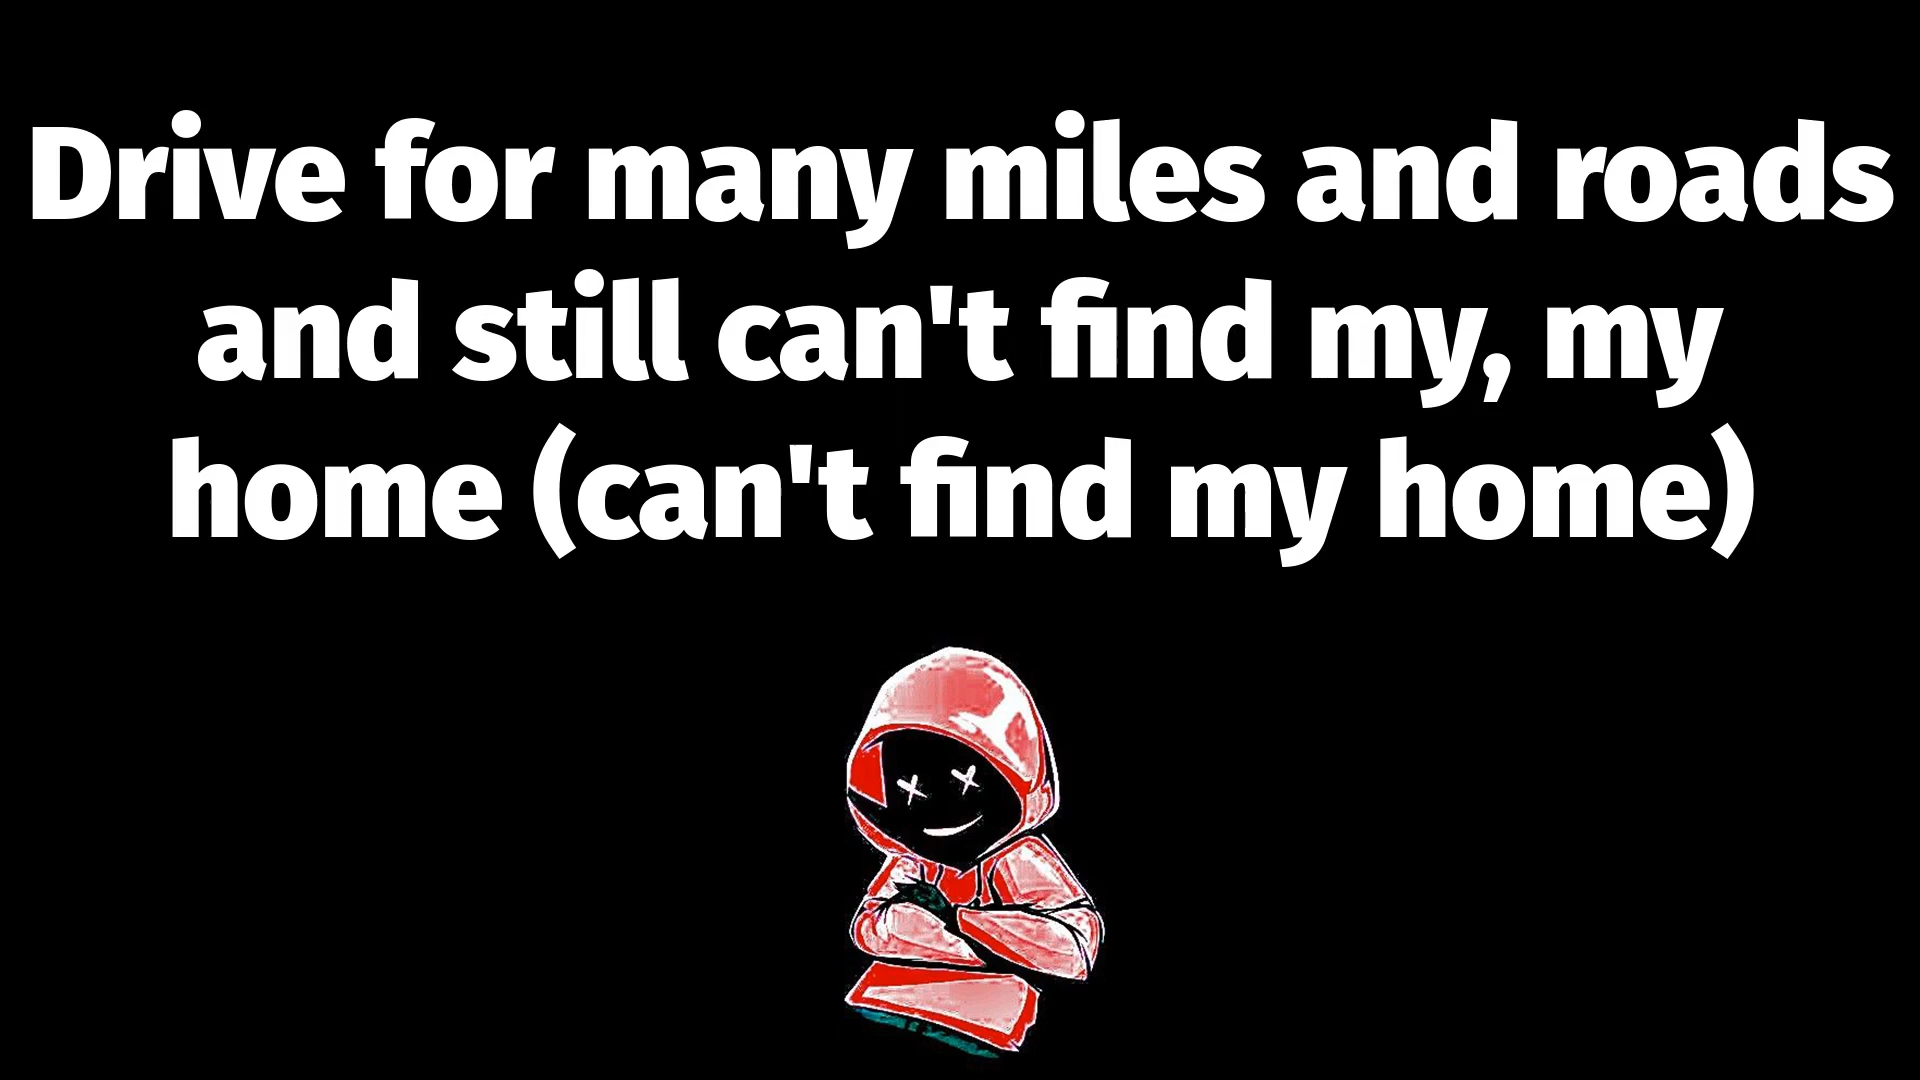 Drive for many miles and roads
and still can't find my, my
home (can't find my home)